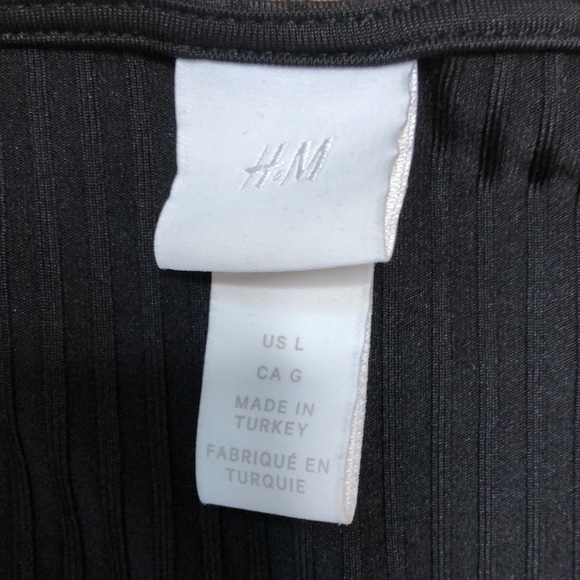 H&M
US L
CA G
MADE IN
TURKEY
FABRIQUÉ EN
TURQUIE